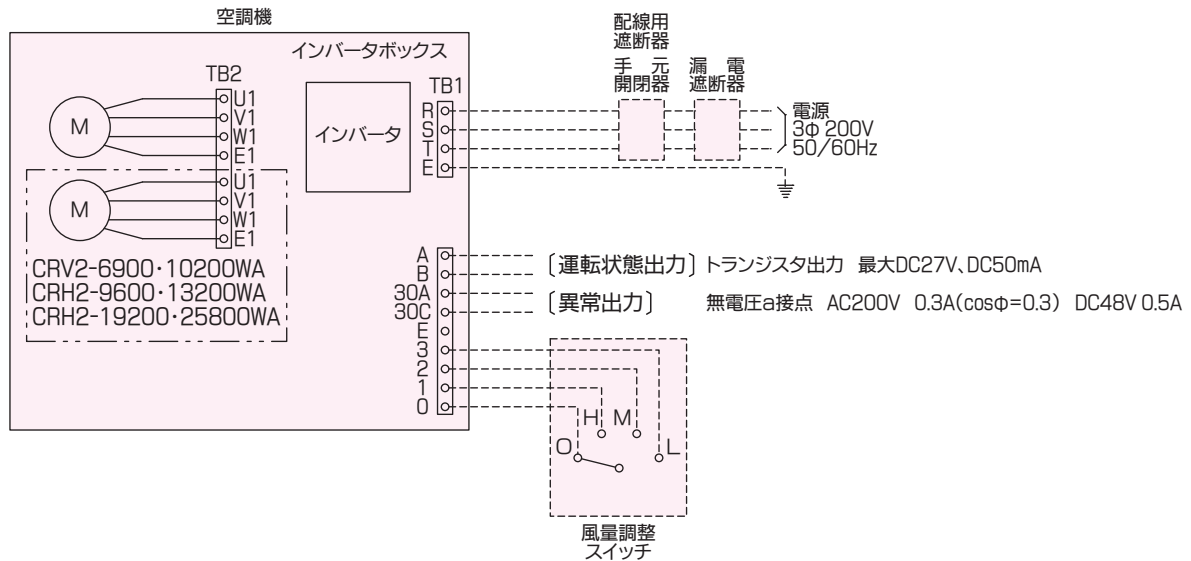 空調機
インバータボックス
TB2
U1
V1
W1
E1
M
U1
V1
W1
E1
M
CRV2-6900・10200WA
CRH2-9600・13200WA
CRH2-19200・25800WA
インバータ
TB1
R
S
T
E
配線用
遮断器
手 元
開閉器
漏 電
遮断器
電源
3Φ 200V
50/60Hz
A
B
30A
30C
E
3
2
1
0
〔運転状態出力〕 トランジスタ出力 最大DC27V、DC50mA
〔異常出力〕 無電圧a接点 AC200V 0.3A(cosΦ=0.3) DC48V 0.5A
H M
O L
風量調整
スイッチ